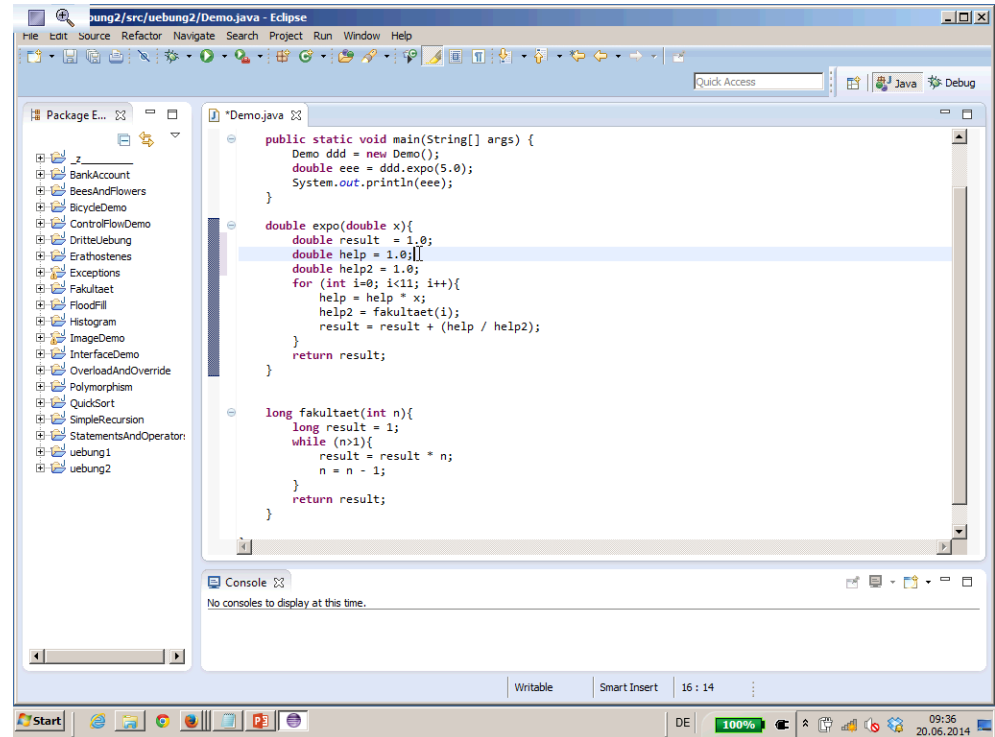 bung2/src/uebung2/Demo.java - Eclipse
File Edit Source Refactor Navigate Search Project Run Window Help
Quick Access
Java
Debug
Package E...
_z_________
BankAccount
BeesAndFlowers
BicycleDemo
ControlFlowDemo
DritteUebung
Erathostenes
Exceptions
Fakultaet
FloodFill
Histogram
ImageDemo
InterfaceDemo
OverloadAndOverride
Polymorphism
QuickSort
SimpleRecursion
StatementsAndOperator
uebung1
uebung2
*Demo.java
public static void main(String[] args) {
Demo ddd = new Demo();
double eee = ddd.expo(5.0);
System.out.println(eee);
}
double expo(double x){
double result  = 1.0;
double help = 1.0;
double help2 = 1.0;
for (int i=0; i<11; i++){
help = help * x;
help2 = fakultaet(i);
result = result + (help / help2);
}
return result;
}
long fakultaet(int n){
long result = 1;
while (n>1){
result = result * n;
n = n - 1;
}
return result;
}
Console
No consoles to display at this time.
Writable
Smart Insert
16 : 14
Start
DE
100%
09:36
20.06.2014